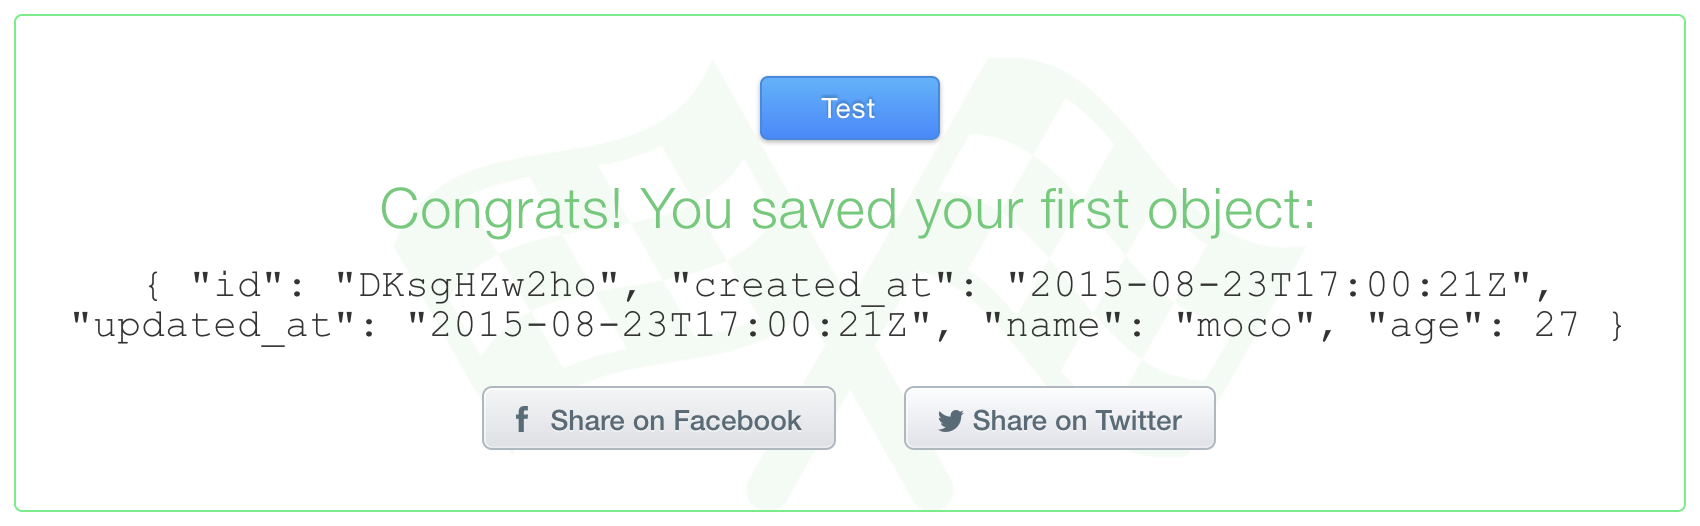 Test
Congrats! You saved your first object:
{ "id": "DKsgHZw2ho", "created_at": "2015-08-23T17:00:21Z",
"updated_at": "2015-08-23T17:00:21Z", "name": "moco", "age": 27 }
Share on Facebook
Share on Twitter